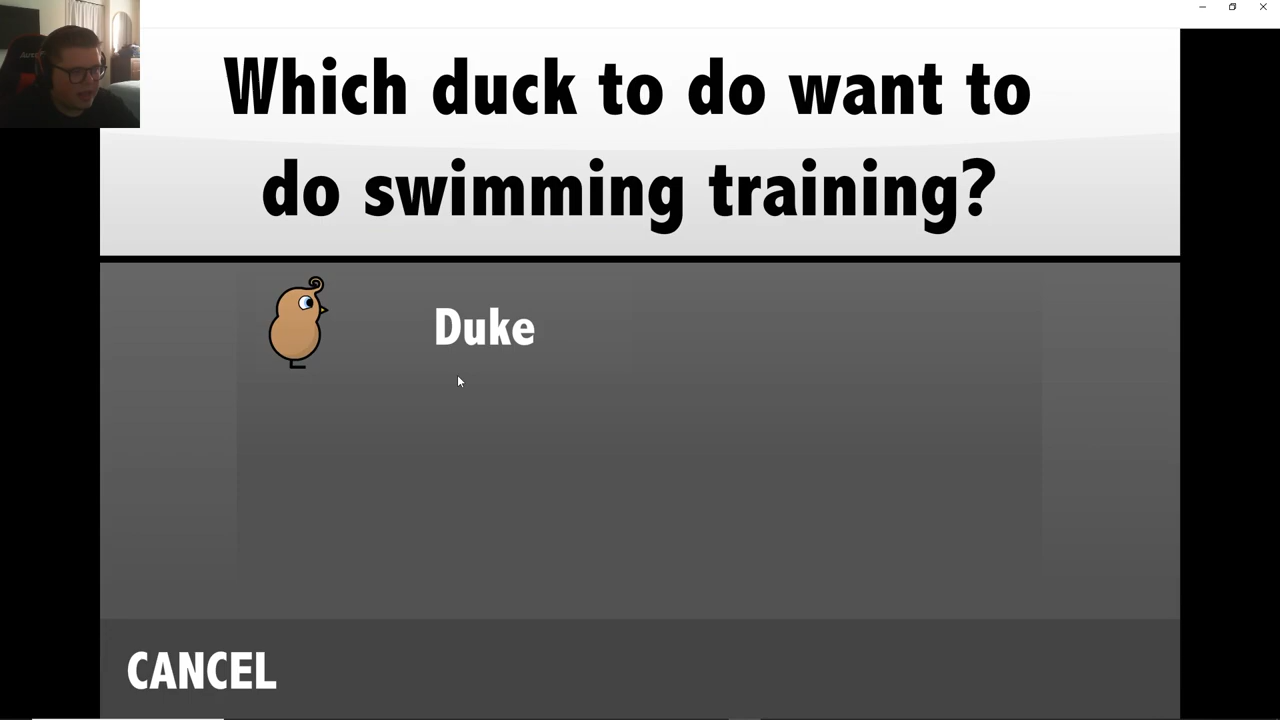 Which duck to do want to
do swimming training?
Duke
CANCEL